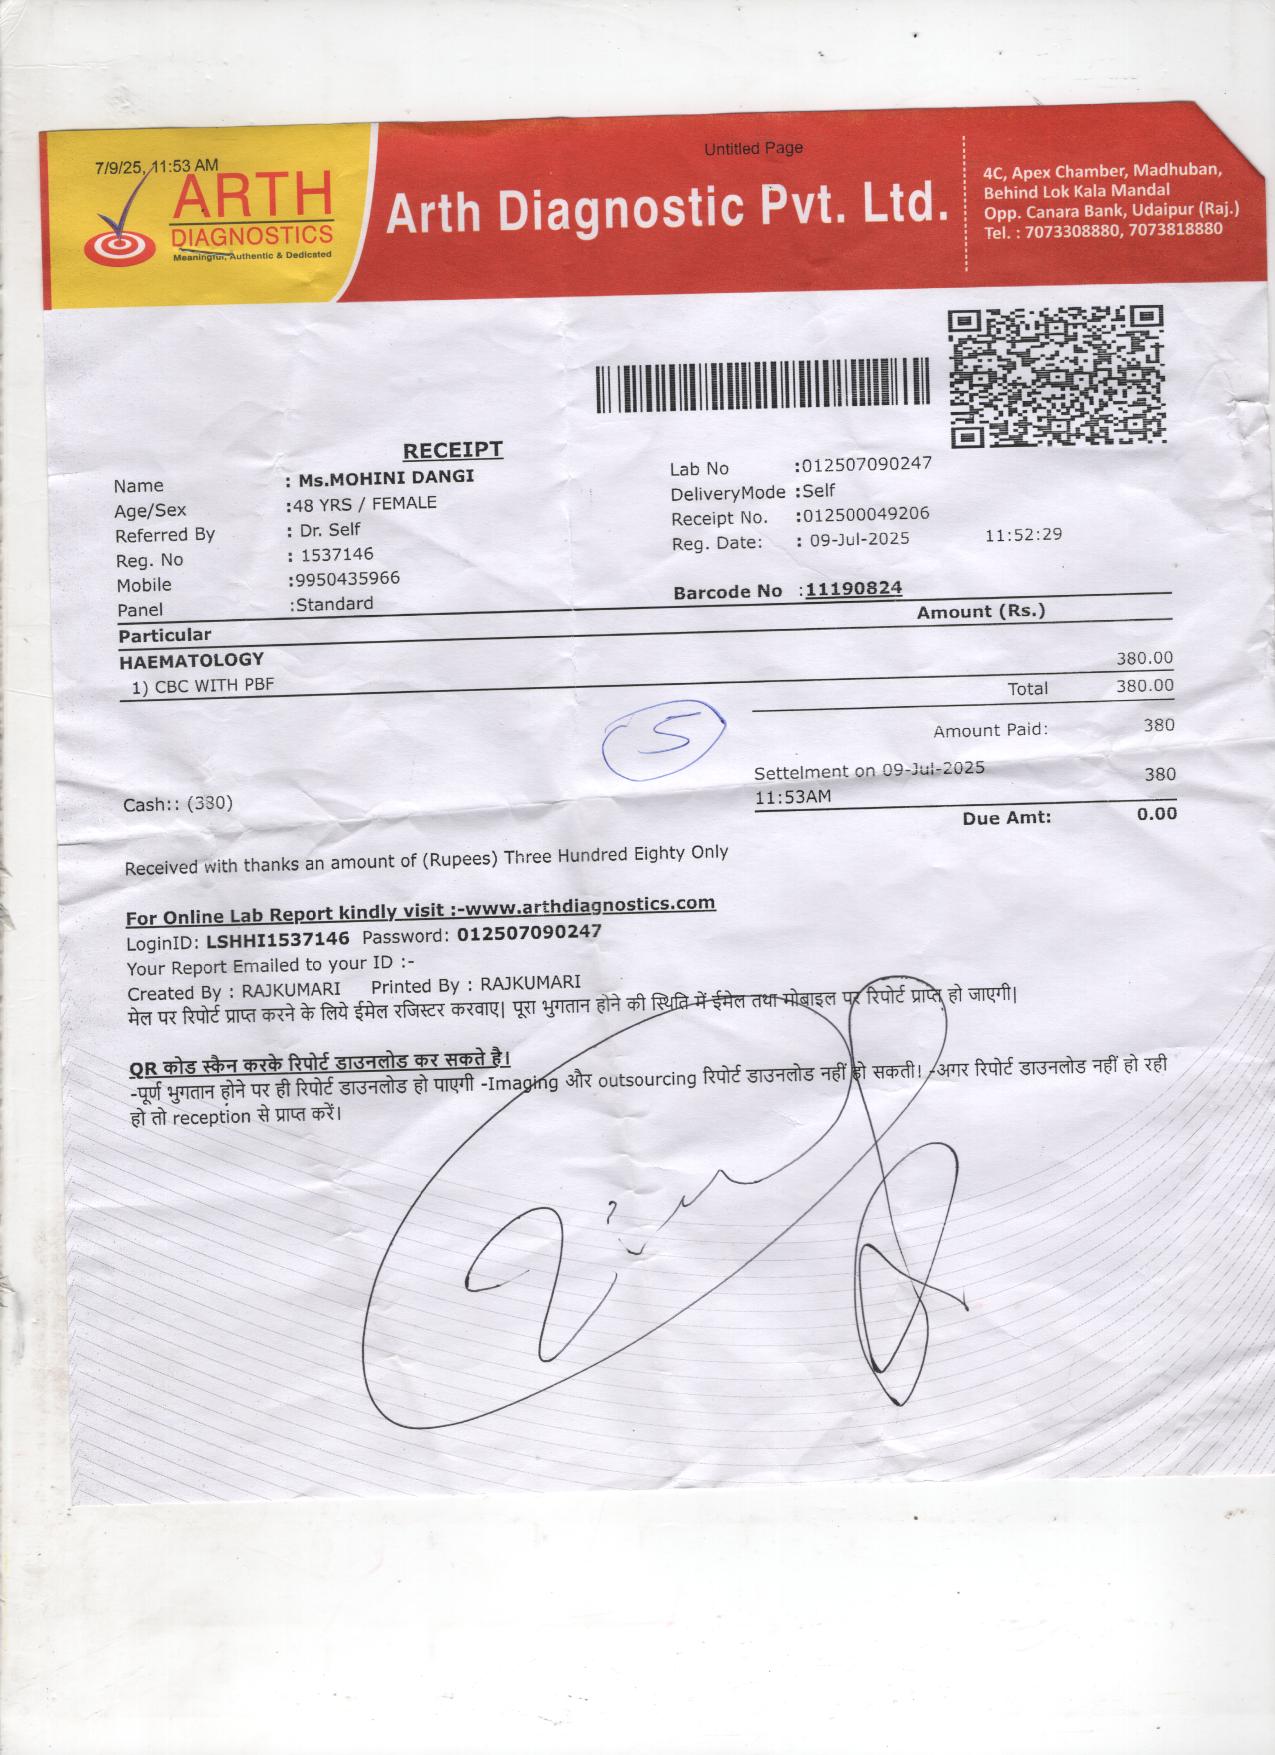 7/9/25, 11:53 AM
Untitled Page
ARTH
DIAGNOSTICS
Meaningful, Authentic & Dedicated
Arth Diagnostic Pvt. Ltd.
4C, Apex Chamber, Madhuban,
Behind Lok Kala Mandal
Opp. Canara Bank, Udaipur (Raj.)
Tel. : 7073308880, 7073818880
RECEIPT
Name : Ms.MOHINI DANGI
Age/Sex :48 YRS / FEMALE
Referred By : Dr. Self
Reg. No : 1537146
Mobile :9950435966
Panel :Standard
Lab No :012507090247
DeliveryMode :Self
Receipt No. :012500049206
Reg. Date: : 09-Jul-2025 11:52:29
Barcode No :11190824
Particular Amount (Rs.)
HAEMATOLOGY
1) CBC WITH PBF 380.00
Total 380.00
5
Amount Paid: 380
Settelment on 09-Jul-2025 380
11:53AM
Cash:: (380)
Due Amt: 0.00
Received with thanks an amount of (Rupees) Three Hundred Eighty Only
For Online Lab Report kindly visit :-www.arthdiagnostics.com
LoginID: LSHHI1537146 Password: 012507090247
Your Report Emailed to your ID :-
Created By : RAJKUMARI Printed By : RAJKUMARI
मेल पर रिपोर्ट प्राप्त करने के लिये ईमेल रजिस्टर करवाए| पूरा भुगतान होने की स्थिति में ईमेल तथा मोबाइल पर रिपोर्ट प्राप्त हो जाएगी|
QR कोड स्कैन करके रिपोर्ट डाउनलोड कर सकते है।
-पूर्ण भुगतान होने पर ही रिपोर्ट डाउनलोड हो पाएगी -Imaging और outsourcing रिपोर्ट डाउनलोड नहीं हो सकती! -अगर रिपोर्ट डाउनलोड नहीं हो रही
हो तो reception से प्राप्त करें।